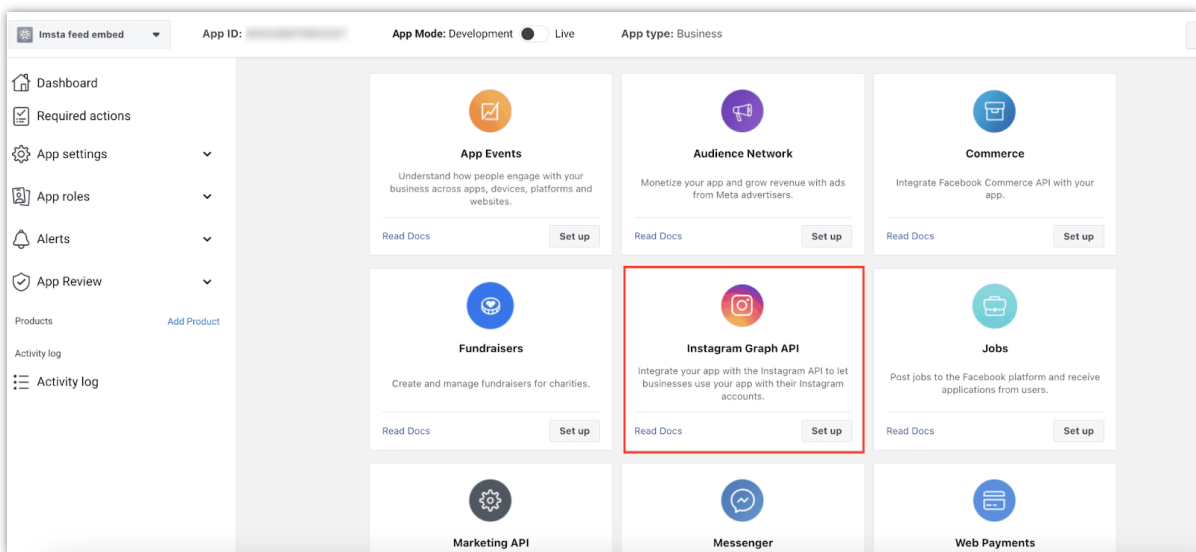 Imsta feed embed
App ID:
App Mode: Development Live
App type: Business
Dashboard
Required actions
App settings
App roles
Alerts
App Review
Products Add Product
Activity log
Activity log
App Events
Understand how people engage with your
business across apps, devices, platforms and
websites.
Read Docs Set up
Audience Network
Monetize your app and grow revenue with ads
from Meta advertisers.
Read Docs Set up
Commerce
Integrate Facebook Commerce API with your
app.
Read Docs Set up
Fundraisers
Create and manage fundraisers for charities.
Read Docs Set up
Instagram Graph API
Integrate your app with the Instagram API to let
businesses use your app with their Instagram
accounts.
Read Docs Set up
Jobs
Post jobs to the Facebook platform and receive
applications from users.
Read Docs Set up
Marketing API
Messenger
Web Payments